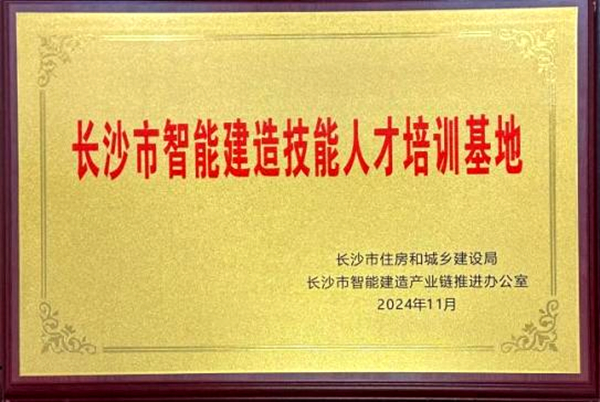 长沙市智能建造技能人才培训基地
长沙市住房和城乡建设局
长沙市智能建造产业链推进办公室
2024年11月